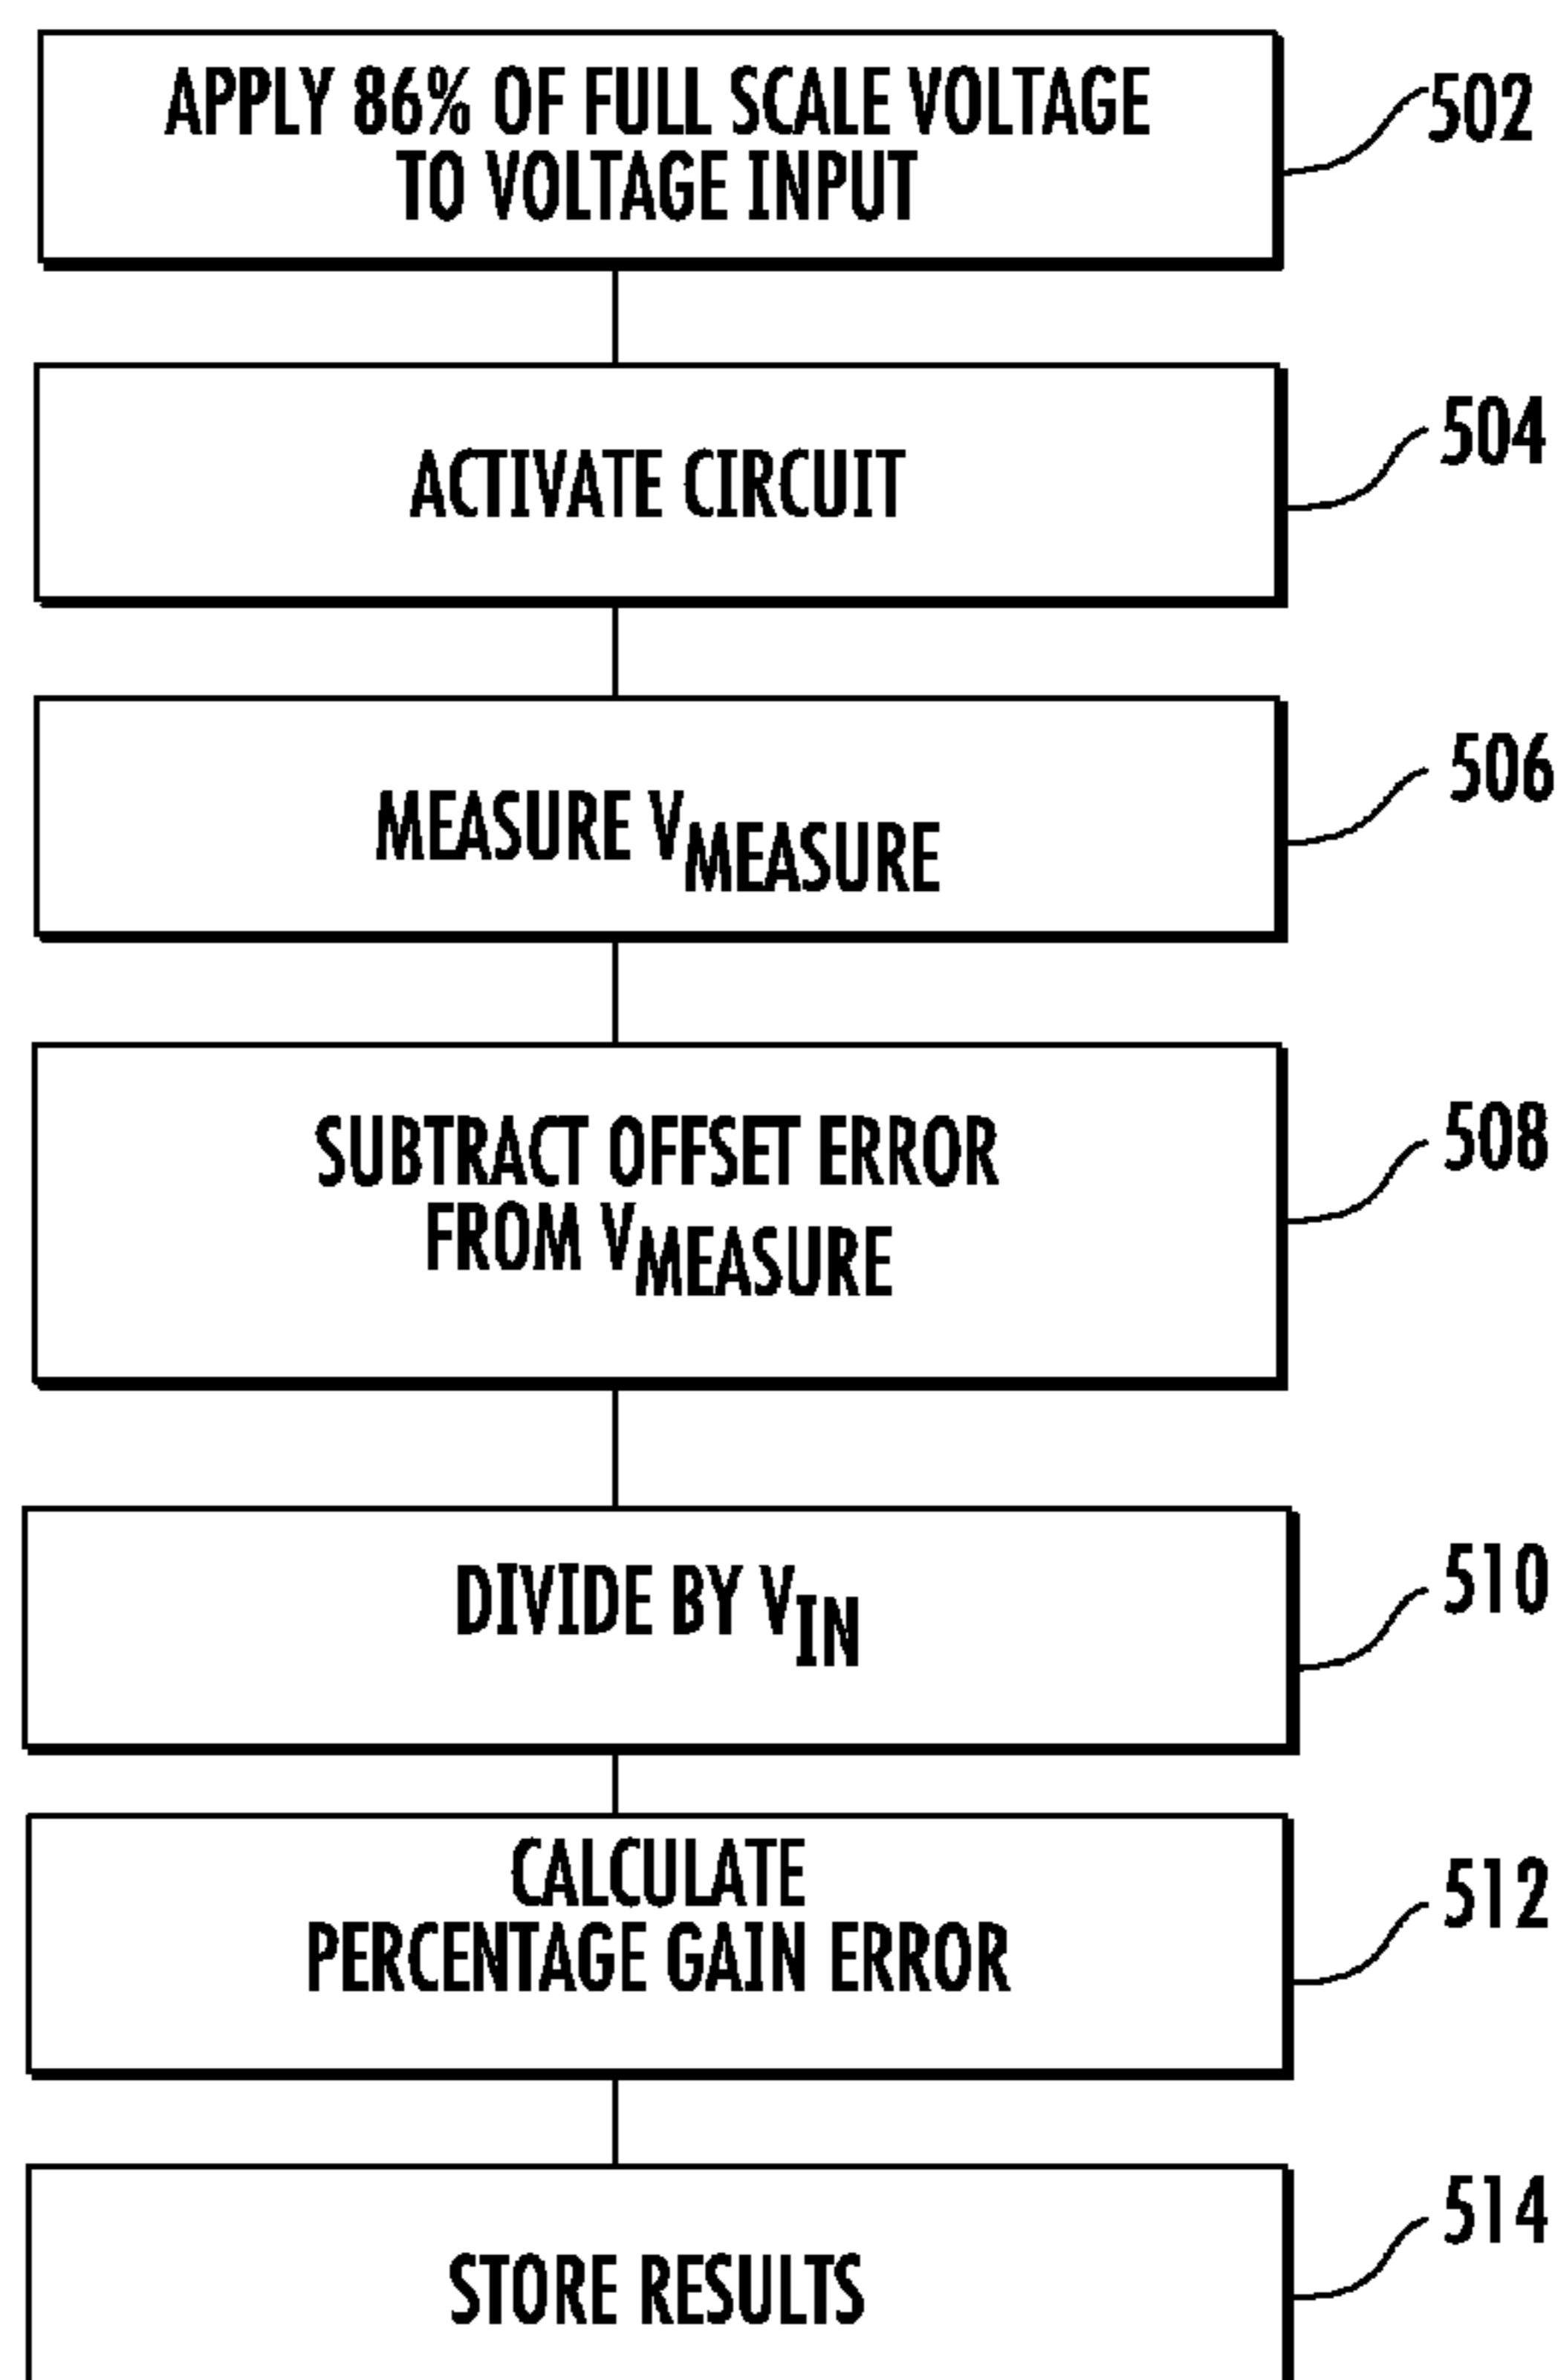 APPLY 86% OF FULL SCALE VOLTAGE
TO VOLTAGE INPUT
502
ACTIVATE CIRCUIT
504
MEASURE VMEASURE
506
SUBTRACT OFFSET ERROR
FROM VMEASURE
508
DIVIDE BY VIN
510
CALCULATE
PERCENTAGE GAIN ERROR
512
STORE RESULTS
514